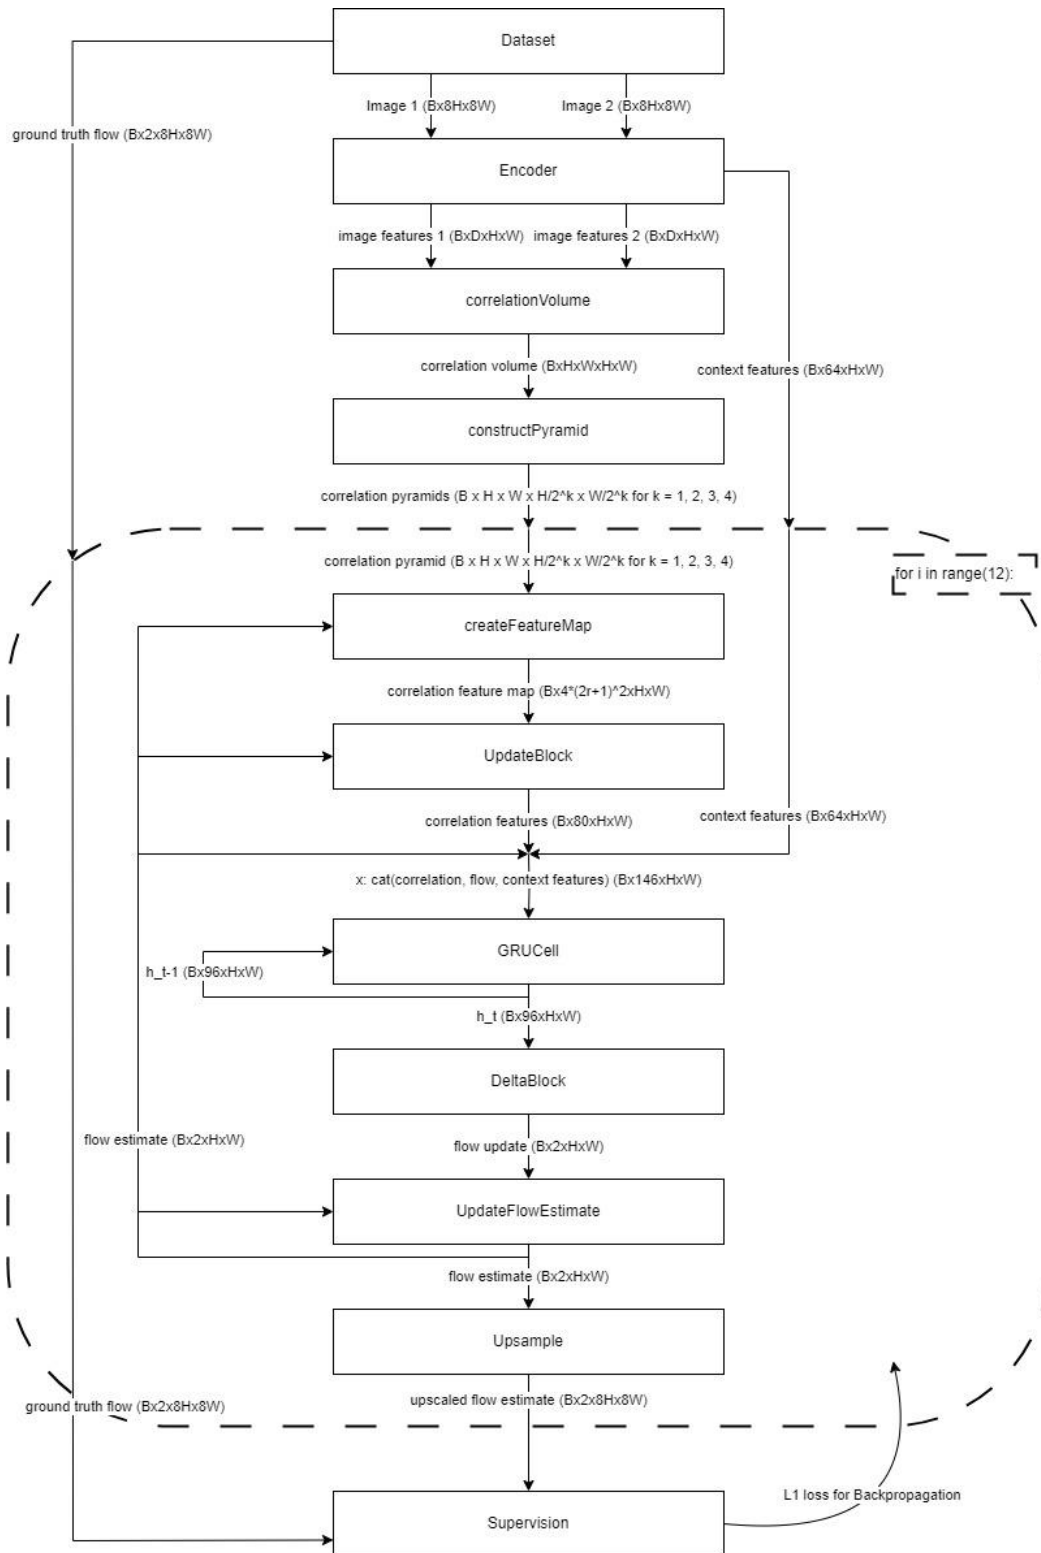 Dataset
Image 1 (Bx8Hx8W)
Image 2 (Bx8Hx8W)
ground truth flow (Bx2x8Hx8W)
Encoder
image features 1 (BxDxHxW)
image features 2 (BxDxHxW)
correlationVolume
correlation volume (BxHxWxHxW)
context features (Bx64xHxW)
constructPyramid
correlation pyramids (B x H x W x H/2^k x W/2^k for k = 1, 2, 3, 4)
correlation pyramid (B x H x W x H/2^k x W/2^k for k = 1, 2, 3, 4)
for i in range(12):
createFeatureMap
correlation feature map (Bx4*(2r+1)^2xHxW)
UpdateBlock
correlation features (Bx80xHxW)
context features (Bx64xHxW)
x: cat(correlation, flow, context features) (Bx146xHxW)
GRUCell
h_t-1 (Bx96xHxW)
h_t (Bx96xHxW)
DeltaBlock
flow estimate (Bx2xHxW)
flow update (Bx2xHxW)
UpdateFlowEstimate
flow estimate (Bx2xHxW)
Upsample
upscaled flow estimate (Bx2x8Hx8W)
ground truth flow (Bx2x8Hx8W)
L1 loss for Backpropagation
Supervision